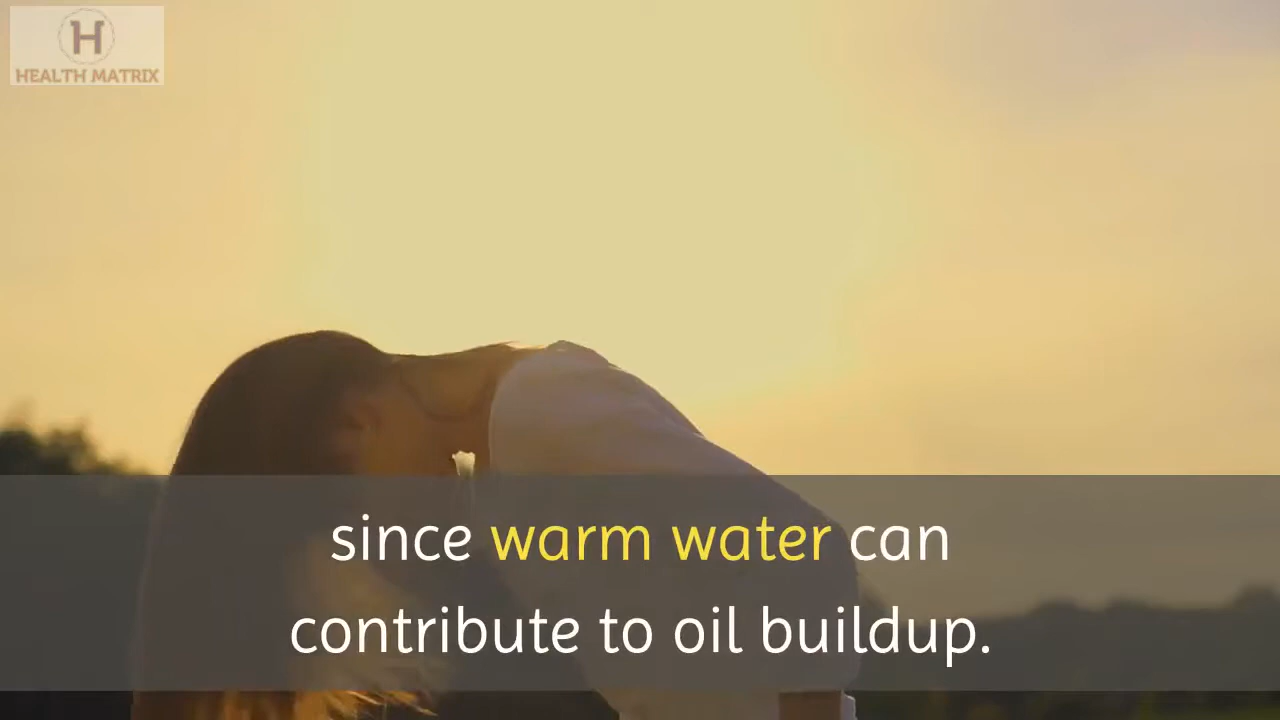 H
HEALTH MATRIX
since warm water can
contribute to oil buildup.